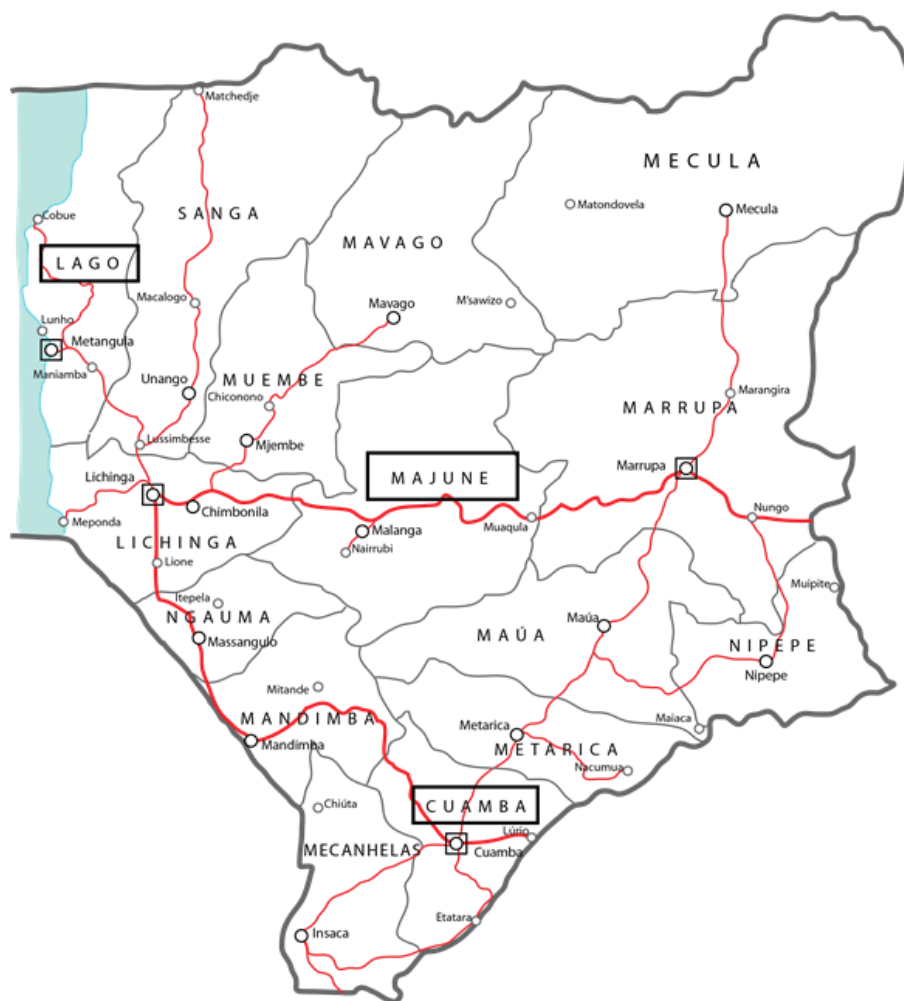 Matchedje
MECULA
Matondovela
Mecula
SANGA
Cobue
MAVAGO
LAGO
Macalogo
M'sawizo
Mavago
Lunho
Metangula
Maniamba
Unango
MUEMBE
Chiconono
Marangira
MARRUPA
Mjembe
Lussimbesse
Marrupa
Lichinga
MAJUNE
Chimbonila
Meponda
Malanga
Muaqula
Nungo
LICHINGA
Nairrubi
Lione
Muipite
Itepela
NGAUMA
Maúa
MAÚA
Massangulo
NIPEPE
Nipepe
Mitande
MANDIMBA
Metarica
Maiaca
Mandimba
METARICA
Nacumua
Chiúta
CUAMBA
Lúrio
MECANHELAS
Cuamba
Etatara
Insaca